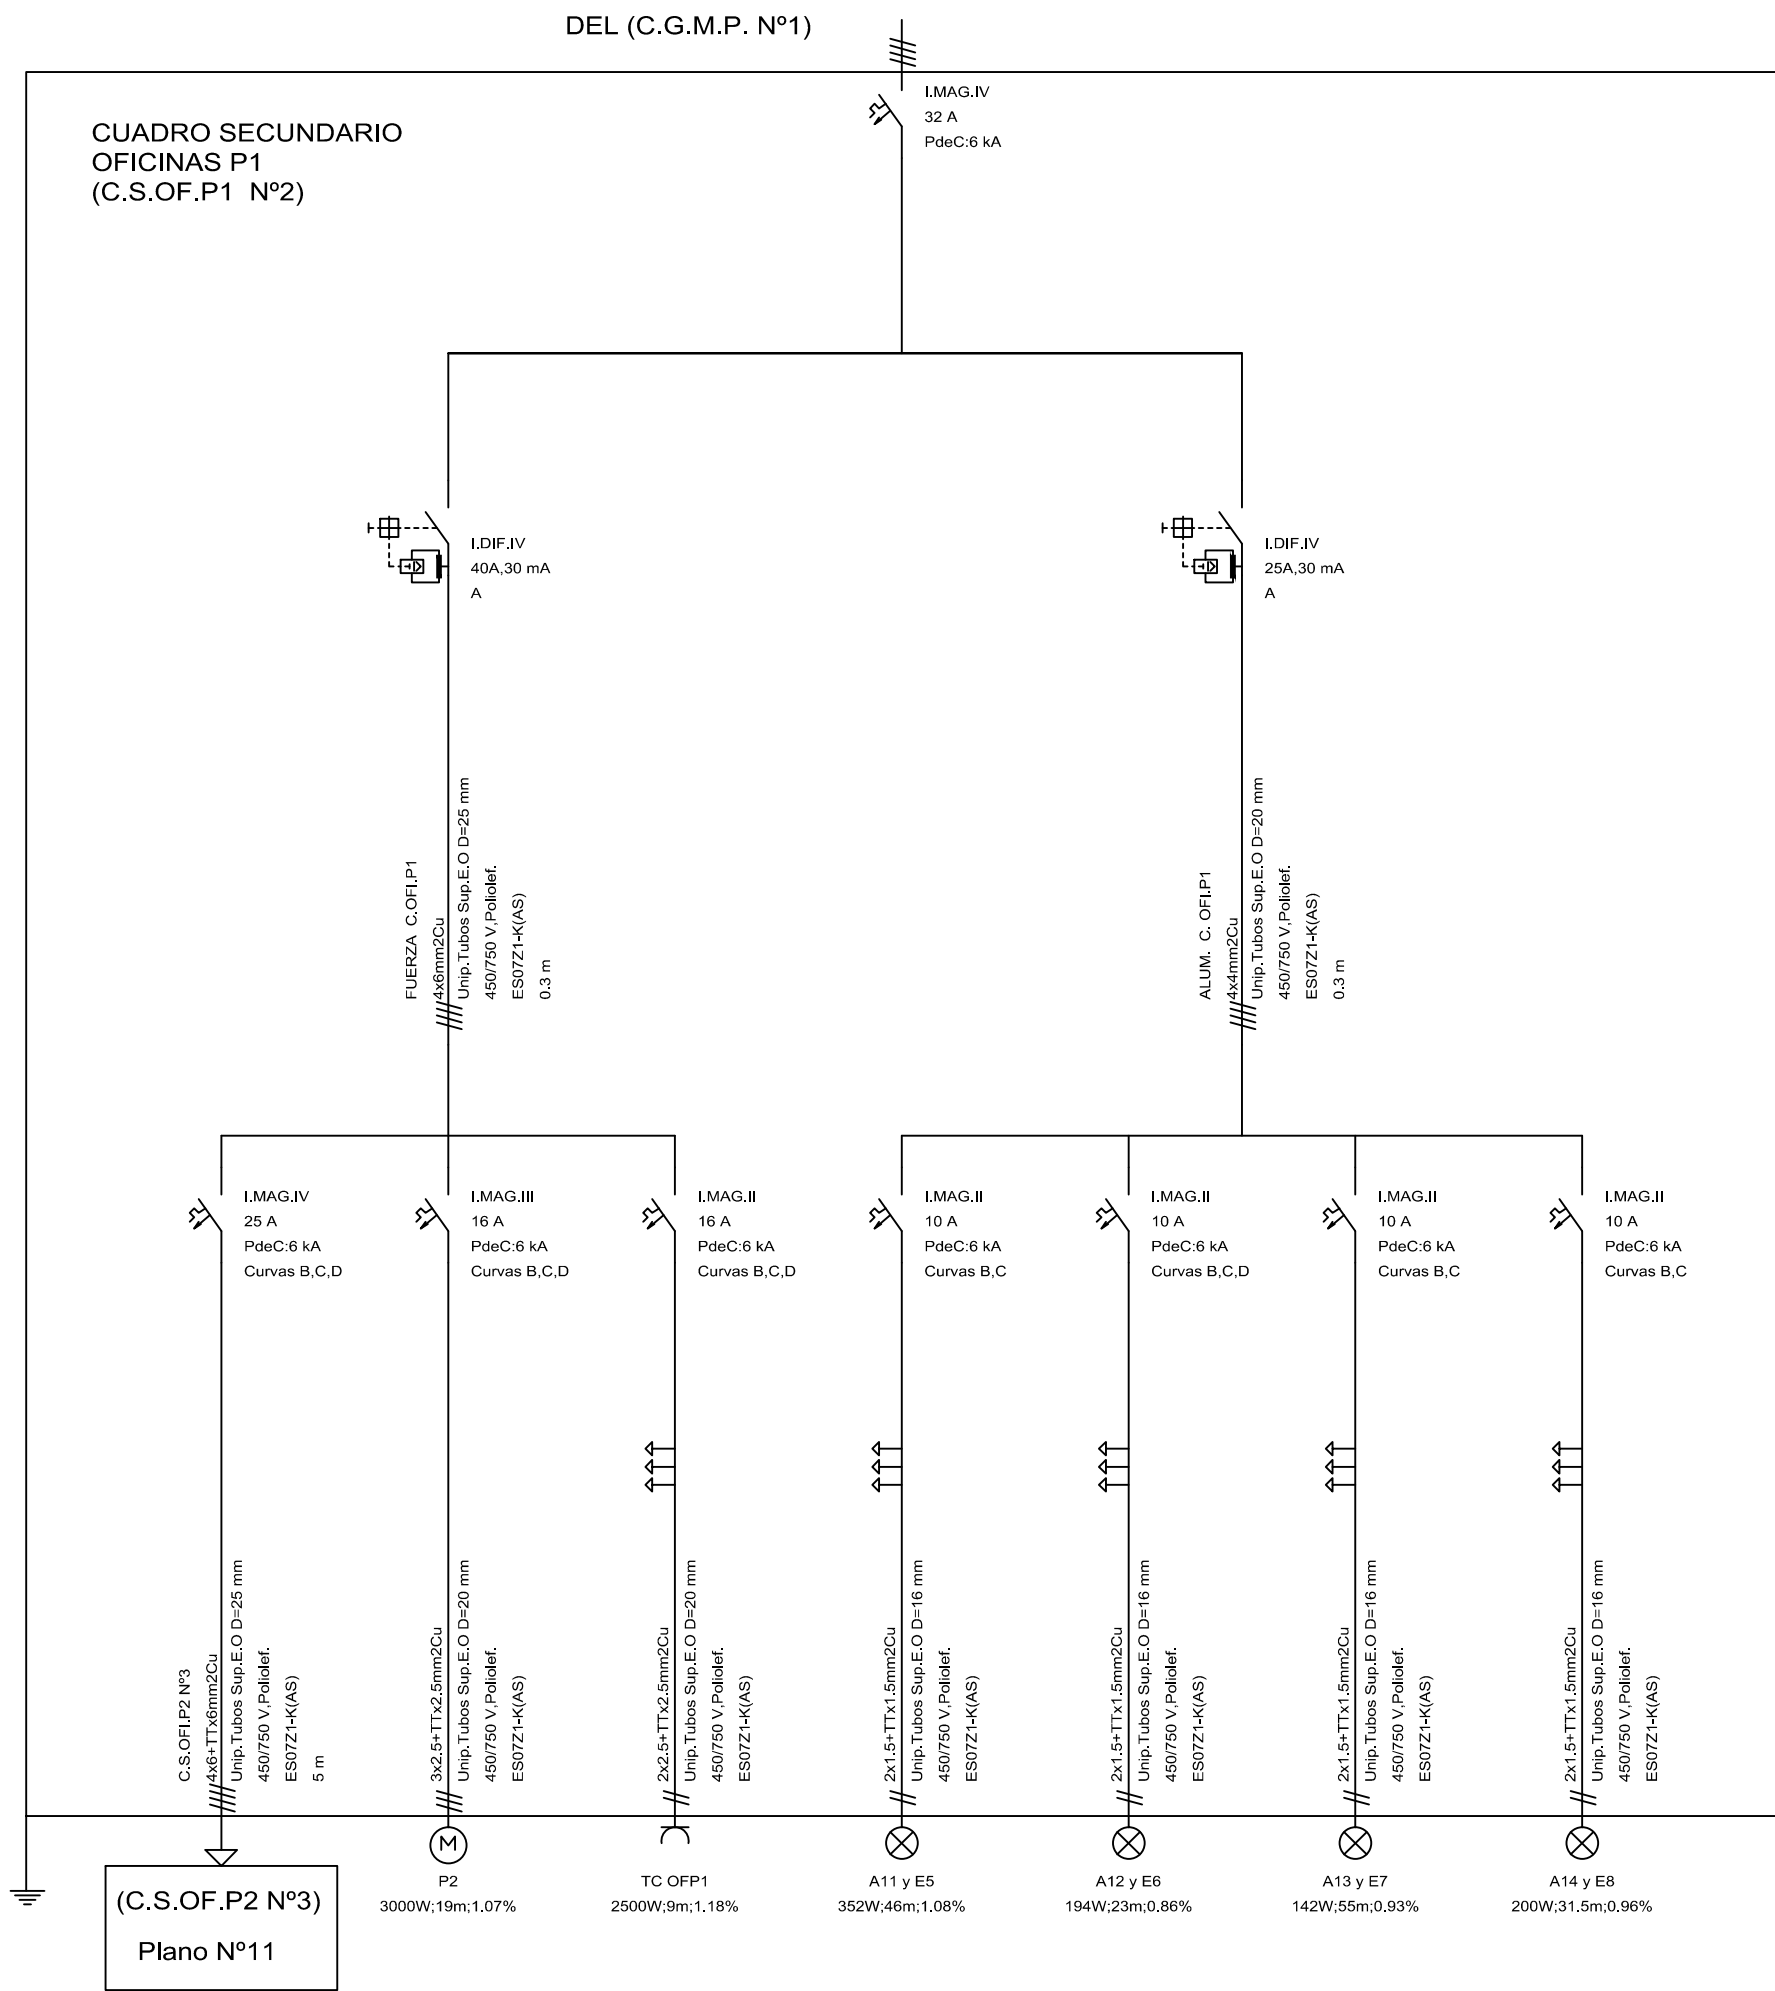 DEL (C.G.M.P. Nº1)
I.MAG.IV
32 A
PdeC:6 kA
CUADRO SECUNDARIO
OFICINAS P1
(C.S.OF.P1 Nº2)
I.DIF.IV
40A,30 mA
A
I.DIF.IV
25A,30 mA
A
FUERZA C.OFI.P1
4x6mm2Cu
Unip.Tubos Sup.E.O D=25 mm
450/750 V,Poliolef.
ES07Z1-K(AS)
0.3 m
ALUM. C. OFI.P1
4x4mm2Cu
Unip.Tubos Sup.E.O D=20 mm
450/750 V,Poliolef.
ES07Z1-K(AS)
0.3 m
I.MAG.IV
25 A
PdeC:6 kA
Curvas B,C,D
I.MAG.III
16 A
PdeC:6 kA
Curvas B,C,D
I.MAG.II
16 A
PdeC:6 kA
Curvas B,C,D
I.MAG.II
10 A
PdeC:6 kA
Curvas B,C
I.MAG.II
10 A
PdeC:6 kA
Curvas B,C,D
I.MAG.II
10 A
PdeC:6 kA
Curvas B,C
I.MAG.II
10 A
PdeC:6 kA
Curvas B,C
C.S.OFI.P2 Nº3
4x6+TTx6mm2Cu
Unip.Tubos Sup.E.O D=25 mm
450/750 V,Poliolef.
ES07Z1-K(AS)
5 m
3x2.5+TTx2.5mm2Cu
Unip.Tubos Sup.E.O D=20 mm
450/750 V,Poliolef.
ES07Z1-K(AS)
2x2.5+TTx2.5mm2Cu
Unip.Tubos Sup.E.O D=20 mm
450/750 V,Poliolef.
ES07Z1-K(AS)
2x1.5+TTx1.5mm2Cu
Unip.Tubos Sup.E.O D=16 mm
450/750 V,Poliolef.
ES07Z1-K(AS)
2x1.5+TTx1.5mm2Cu
Unip.Tubos Sup.E.O D=16 mm
450/750 V,Poliolef.
ES07Z1-K(AS)
2x1.5+TTx1.5mm2Cu
Unip.Tubos Sup.E.O D=16 mm
450/750 V,Poliolef.
ES07Z1-K(AS)
2x1.5+TTx1.5mm2Cu
Unip.Tubos Sup.E.O D=16 mm
450/750 V,Poliolef.
ES07Z1-K(AS)
(C.S.OF.P2 Nº3)
Plano Nº11
M
P2
3000W;19m;1.07%
TC OFP1
2500W;9m;1.18%
A11 y E5
352W;46m;1.08%
A12 y E6
194W;23m;0.86%
A13 y E7
142W;55m;0.93%
A14 y E8
200W;31.5m;0.96%